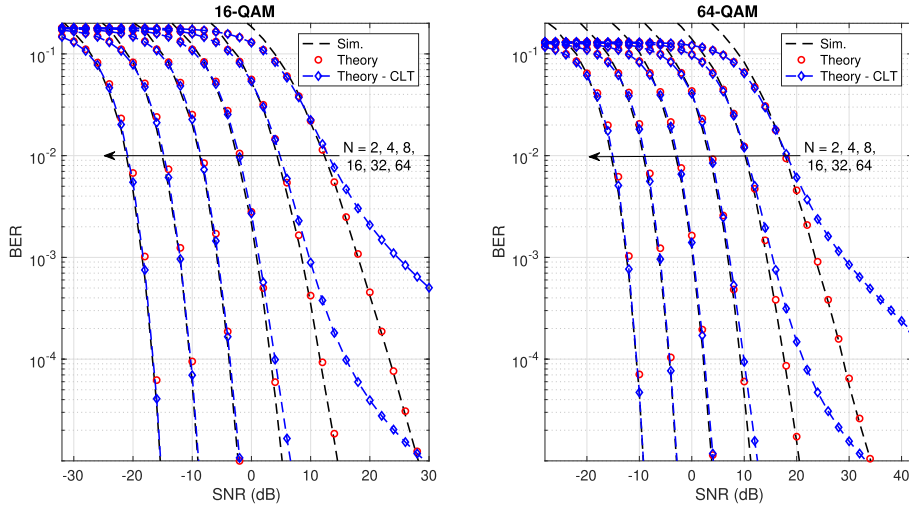 16-QAM
BER
10^-1
10^-2
10^-3
10^-4
Sim.
Theory
Theory - CLT
N = 2, 4, 8,
16, 32, 64
-30 -20 -10 0 10 20 30
SNR (dB)
64-QAM
BER
10^-1
10^-2
10^-3
10^-4
Sim.
Theory
Theory - CLT
N = 2, 4, 8,
16, 32, 64
-20 -10 0 10 20 30 40
SNR (dB)